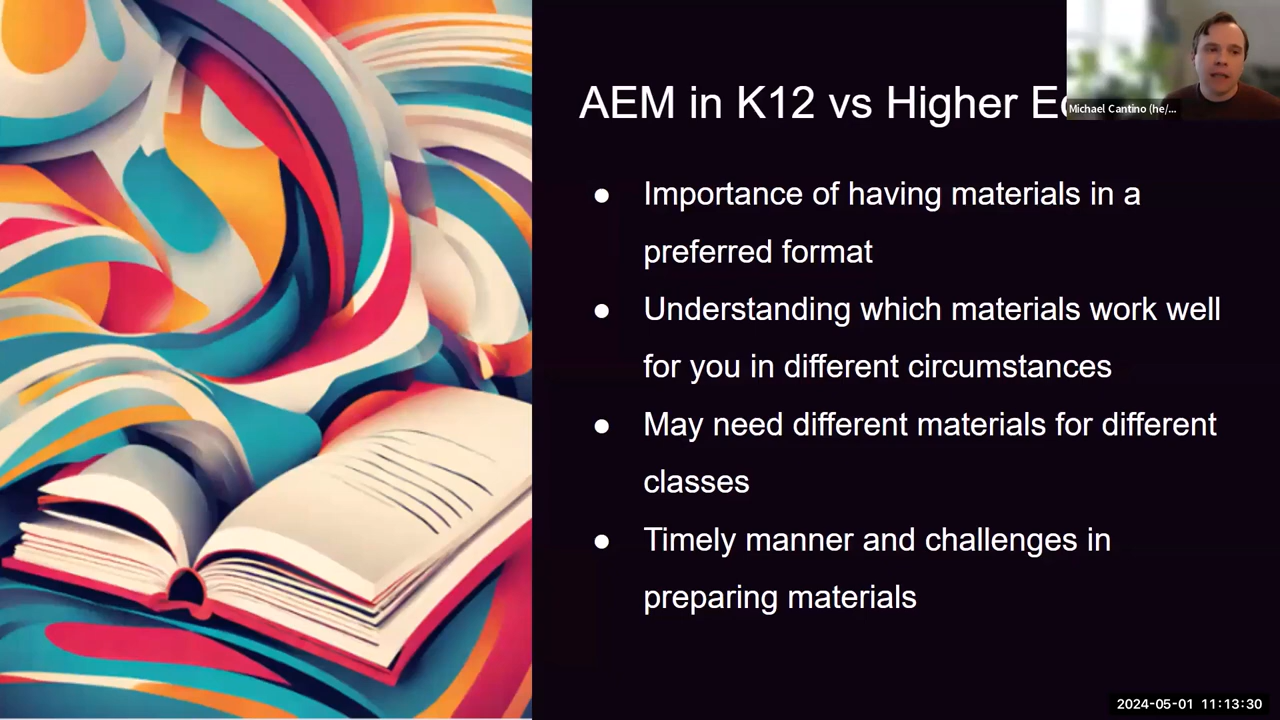 AEM in K12 vs Higher
Michael Cantino (he/...
● Importance of having materials in a
preferred format
● Understanding which materials work well
for you in different circumstances
● May need different materials for different
classes
● Timely manner and challenges in
preparing materials
2024-05-01 11:13:30